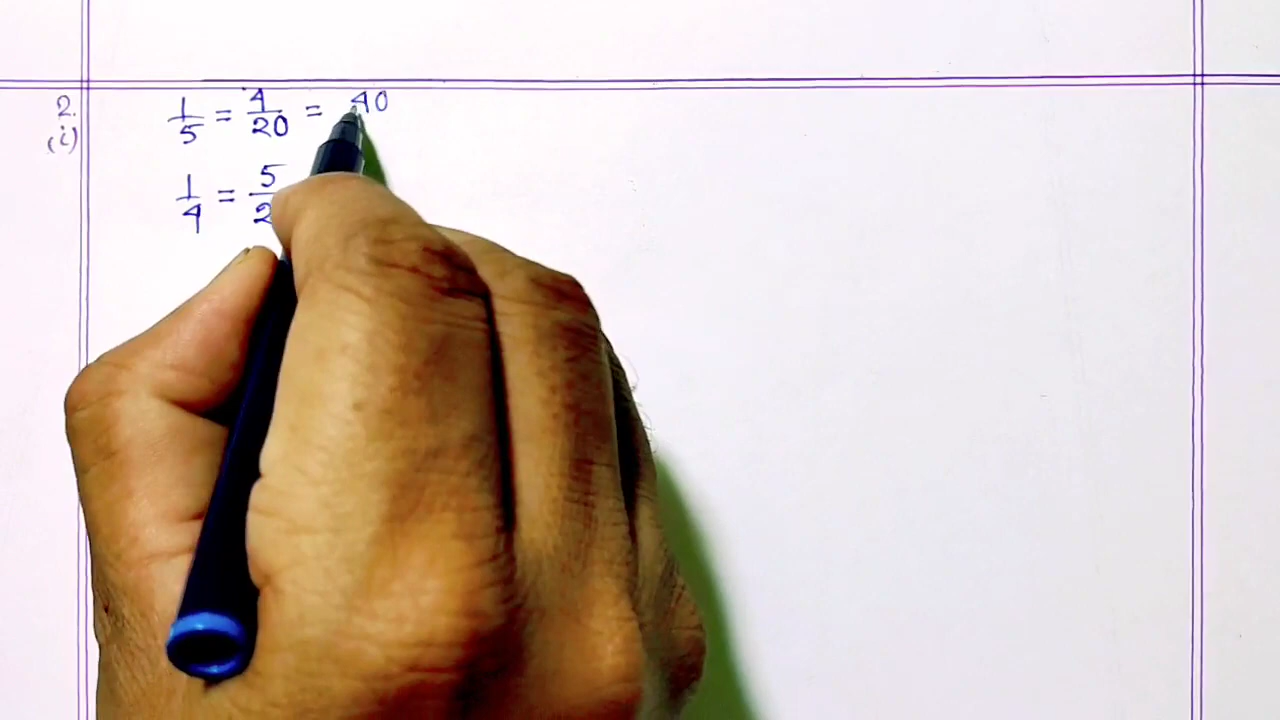 2. 1/5 = 4/20 = 40
(i)
1/4 = 5/2